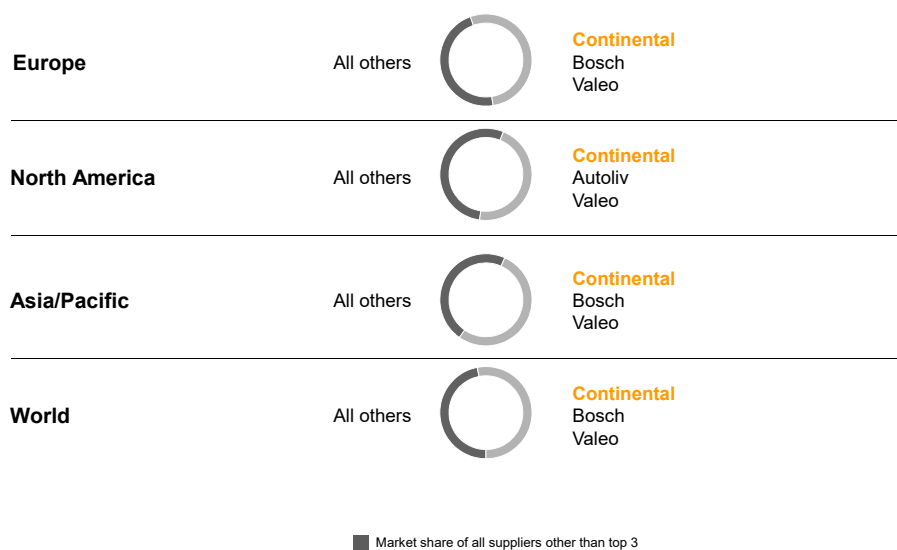 Europe
All others
Continental
Bosch
Valeo
North America
All others
Continental
Autoliv
Valeo
Asia/Pacific
All others
Continental
Bosch
Valeo
World
All others
Continental
Bosch
Valeo
Market share of all suppliers other than top 3